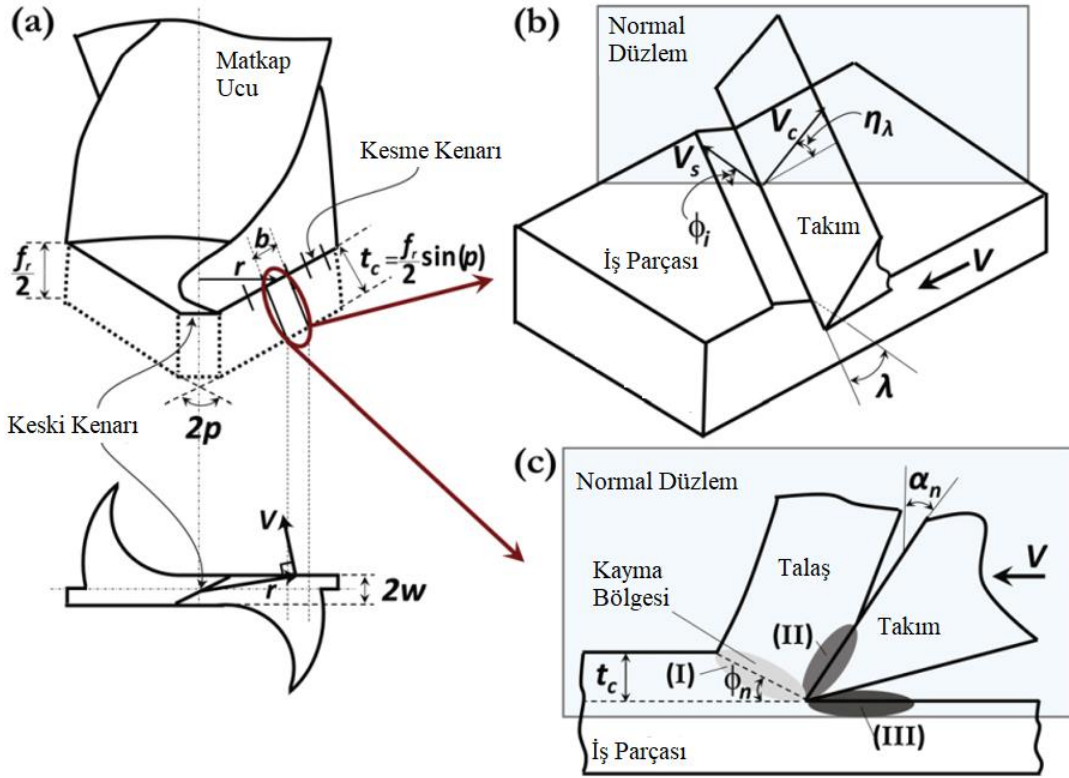 (a)
Matkap
Ucu
Kesme Kenarı
b
r
f_r/2
t_c = f_r/2 sin(p)
Keski Kenarı
2p
V
r
2w
(b)
Normal
Düzlem
V_c
η_λ
V_s
ϕ_i
Takım
İş Parçası
V
λ
(c)
Normal Düzlem
α_n
Talaş
V
Kayma
Bölgesi
Takım
(II)
(I)
t_c
ϕ_n
(III)
İş Parçası